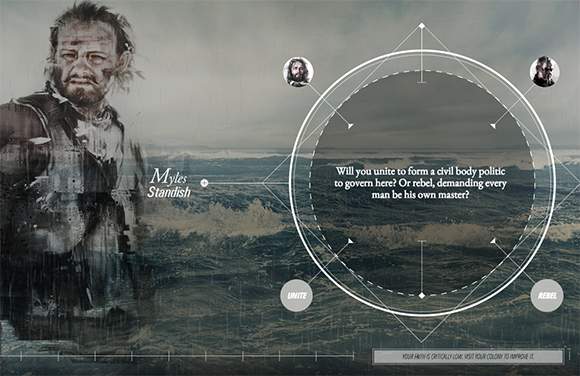 Will you unite to form a civil body politic
to govern here? Or rebel, demanding every
man be his own master?
Myles
Standish
UNITE
REBEL
YOUR FAITH IS CRITICALLY LOW. VISIT YOUR COLONY TO IMPROVE IT.